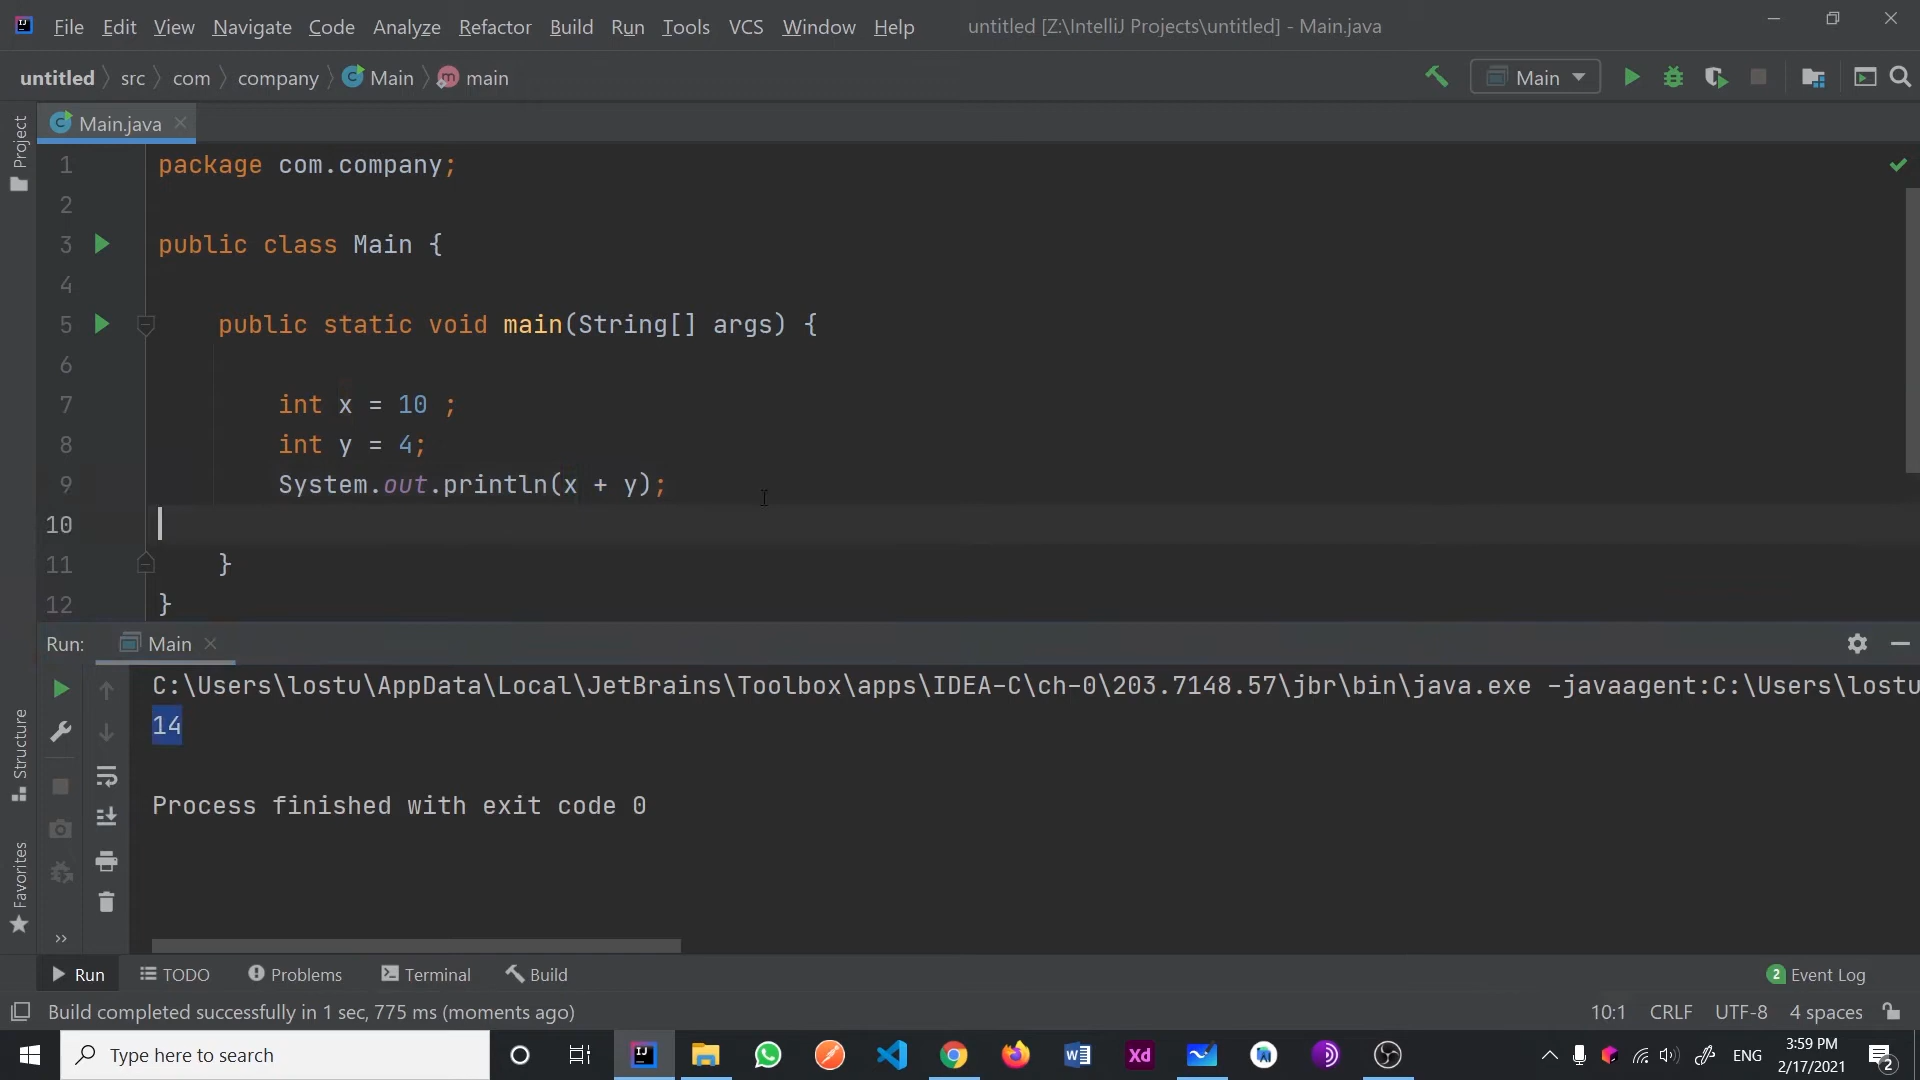 File Edit View Navigate Code Analyze Refactor Build Run Tools VCS Window Help untitled [Z:\IntelliJ Projects\untitled] - Main.java
untitled src com company Main main Main
Project
Main.java
1 package com.company;
2
3 public class Main {
4
5 public static void main(String[] args) {
6
7 int x = 10 ;
8 int y = 4;
9 System.out.println(x + y);
10
11 }
12 }
Run: Main
C:\Users\lostu\AppData\Local\JetBrains\Toolbox\apps\IDEA-C\ch-0\203.7148.57\jbr\bin\java.exe -javaagent:C:\Users\lostu
14
Process finished with exit code 0
Structure
Favorites
Run TODO Problems Terminal Build 2 Event Log
Build completed successfully in 1 sec, 775 ms (moments ago) 10:1 CRLF UTF-8 4 spaces
Type here to search ENG 3:59 PM
2/17/2021 2